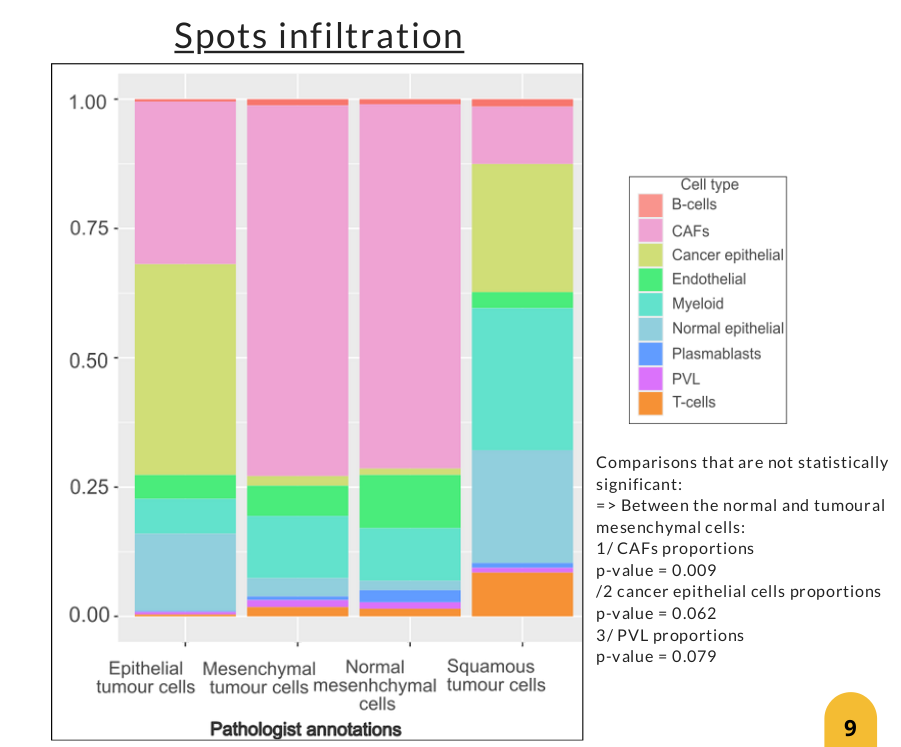 Spots infiltration
1.00
0.75
0.50
0.25
0.00
Epithelial
tumour cells
Mesenchymal
tumour cells
Normal
mesenhchymal
cells
Squamous
tumour cells
Pathologist annotations
Cell type
B-cells
CAFs
Cancer epithelial
Endothelial
Myeloid
Normal epithelial
Plasmablasts
PVL
T-cells
Comparisons that are not statistically
significant:
=> Between the normal and tumoural
mesenchymal cells:
1/ CAFs proportions
p-value = 0.009
/2 cancer epithelial cells proportions
p-value = 0.062
3/ PVL proportions
p-value = 0.079
9